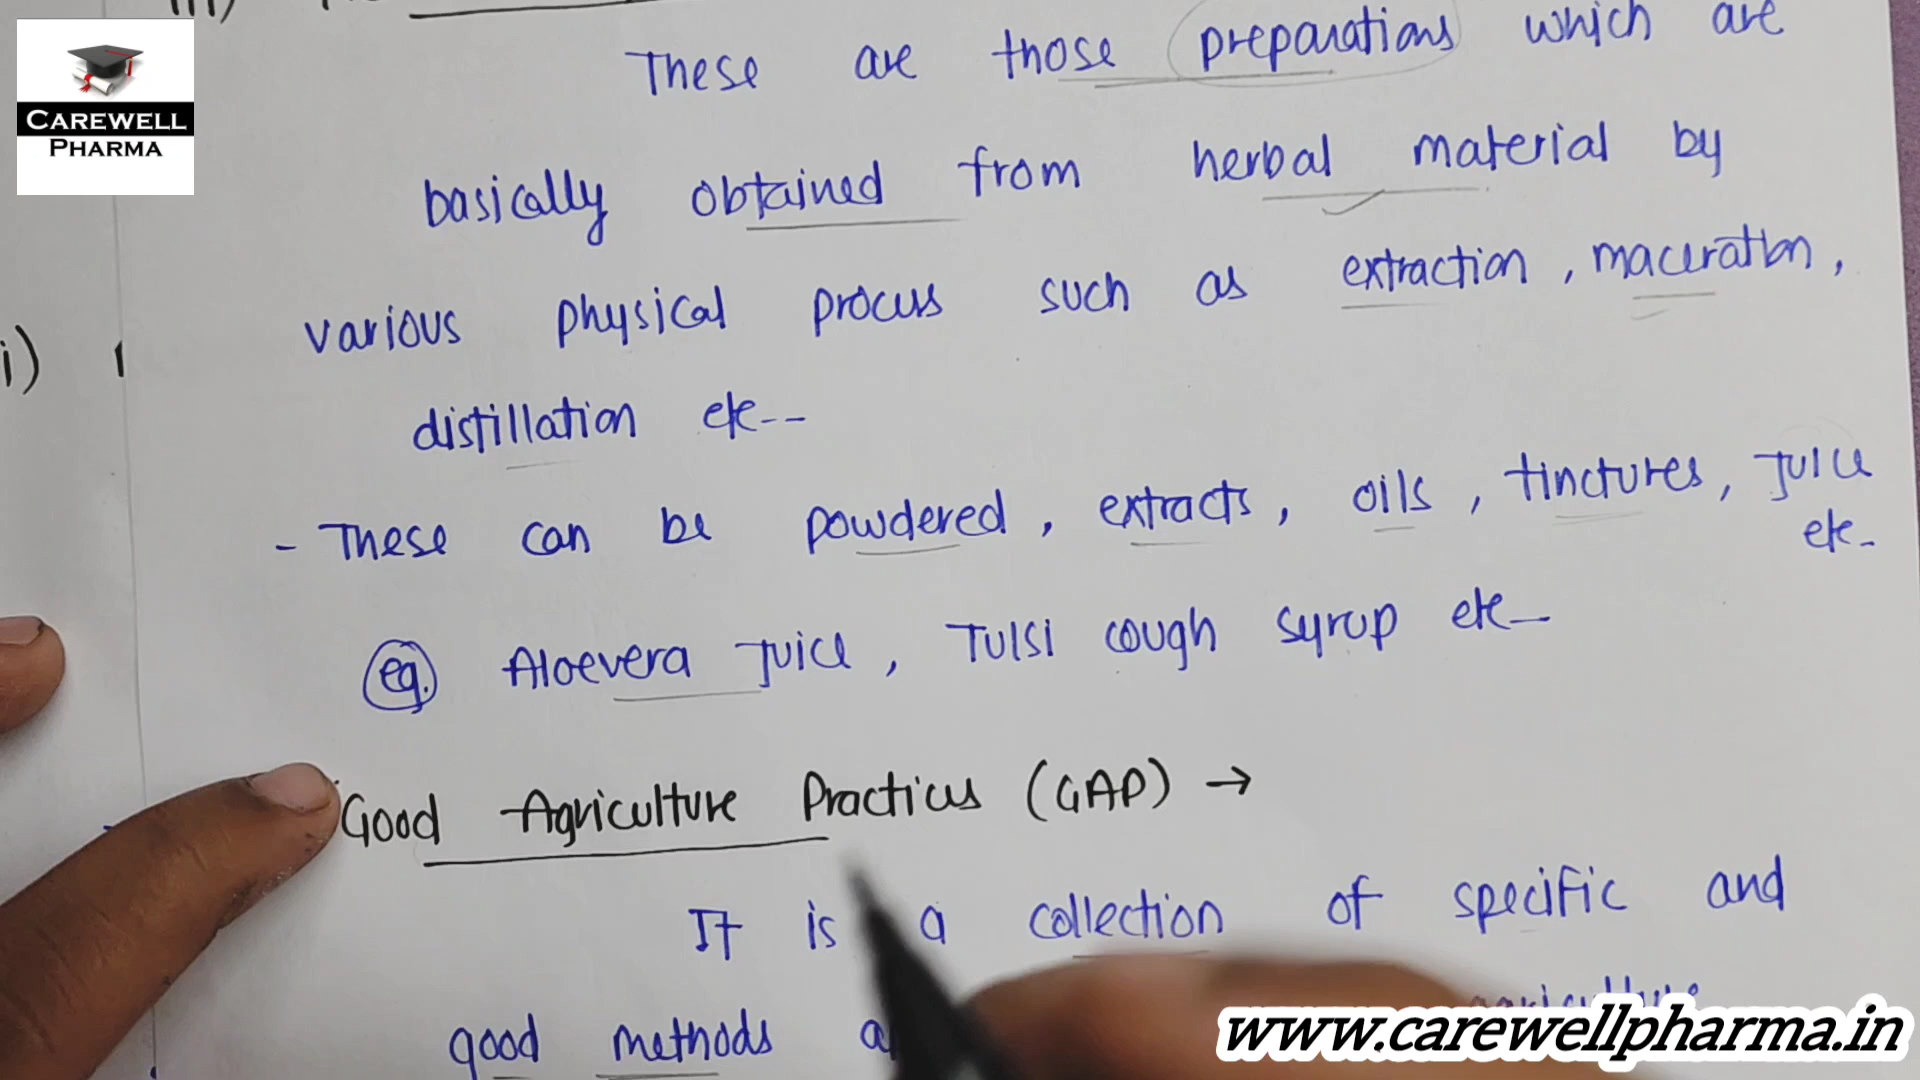 CAREWELL
PHARMA
These are those preparations which are
basically obtained from herbal material by
various physical process such as extraction, maceration,
distillation etc--
- These can be powdered, extracts, oils, tinctures, Juice
etc-
eg. Aloevera Juice, Tulsi cough syrup etc-
Good Agriculture Practices (GAP) →
It is a collection of specific and
good methods
agriculture
www.carewellpharma.in
i)